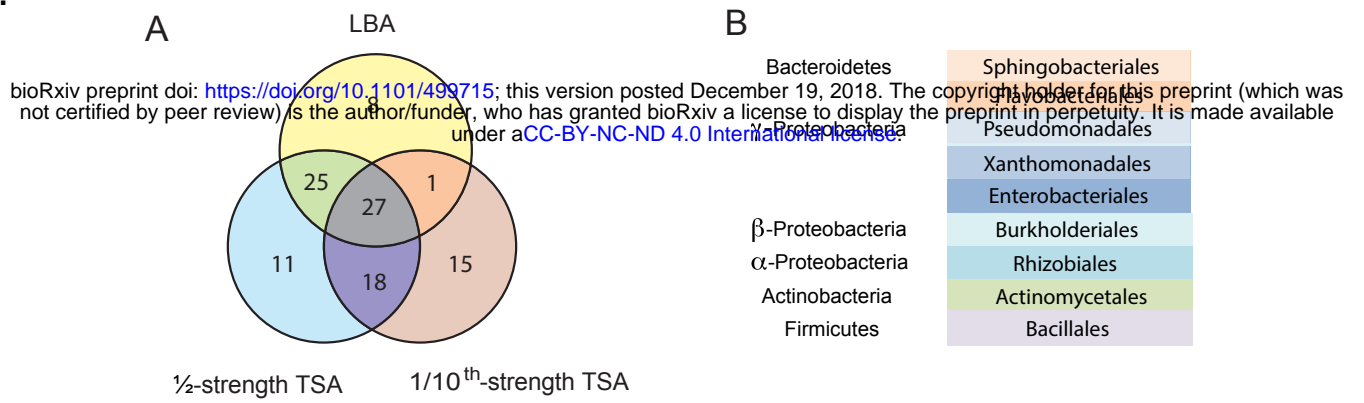 A
LBA
B
8
25
1
27
11
18
15
½-strength TSA
1/10th-strength TSA
bioRxiv preprint doi: https://doi.org/10.1101/499715; this version posted December 19, 2018. The copyright holder for this preprint (which was
not certified by peer review) is the author/funder, who has granted bioRxiv a license to display the preprint in perpetuity. It is made available
under aCC-BY-NC-ND 4.0 International license.
Bacteroidetes Sphingobacteriales
Flavobacteriales
γ-Proteobacteria Pseudomonadales
Xanthomonadales
Enterobacteriales
β-Proteobacteria Burkholderiales
α-Proteobacteria Rhizobiales
Actinobacteria Actinomycetales
Firmicutes Bacillales